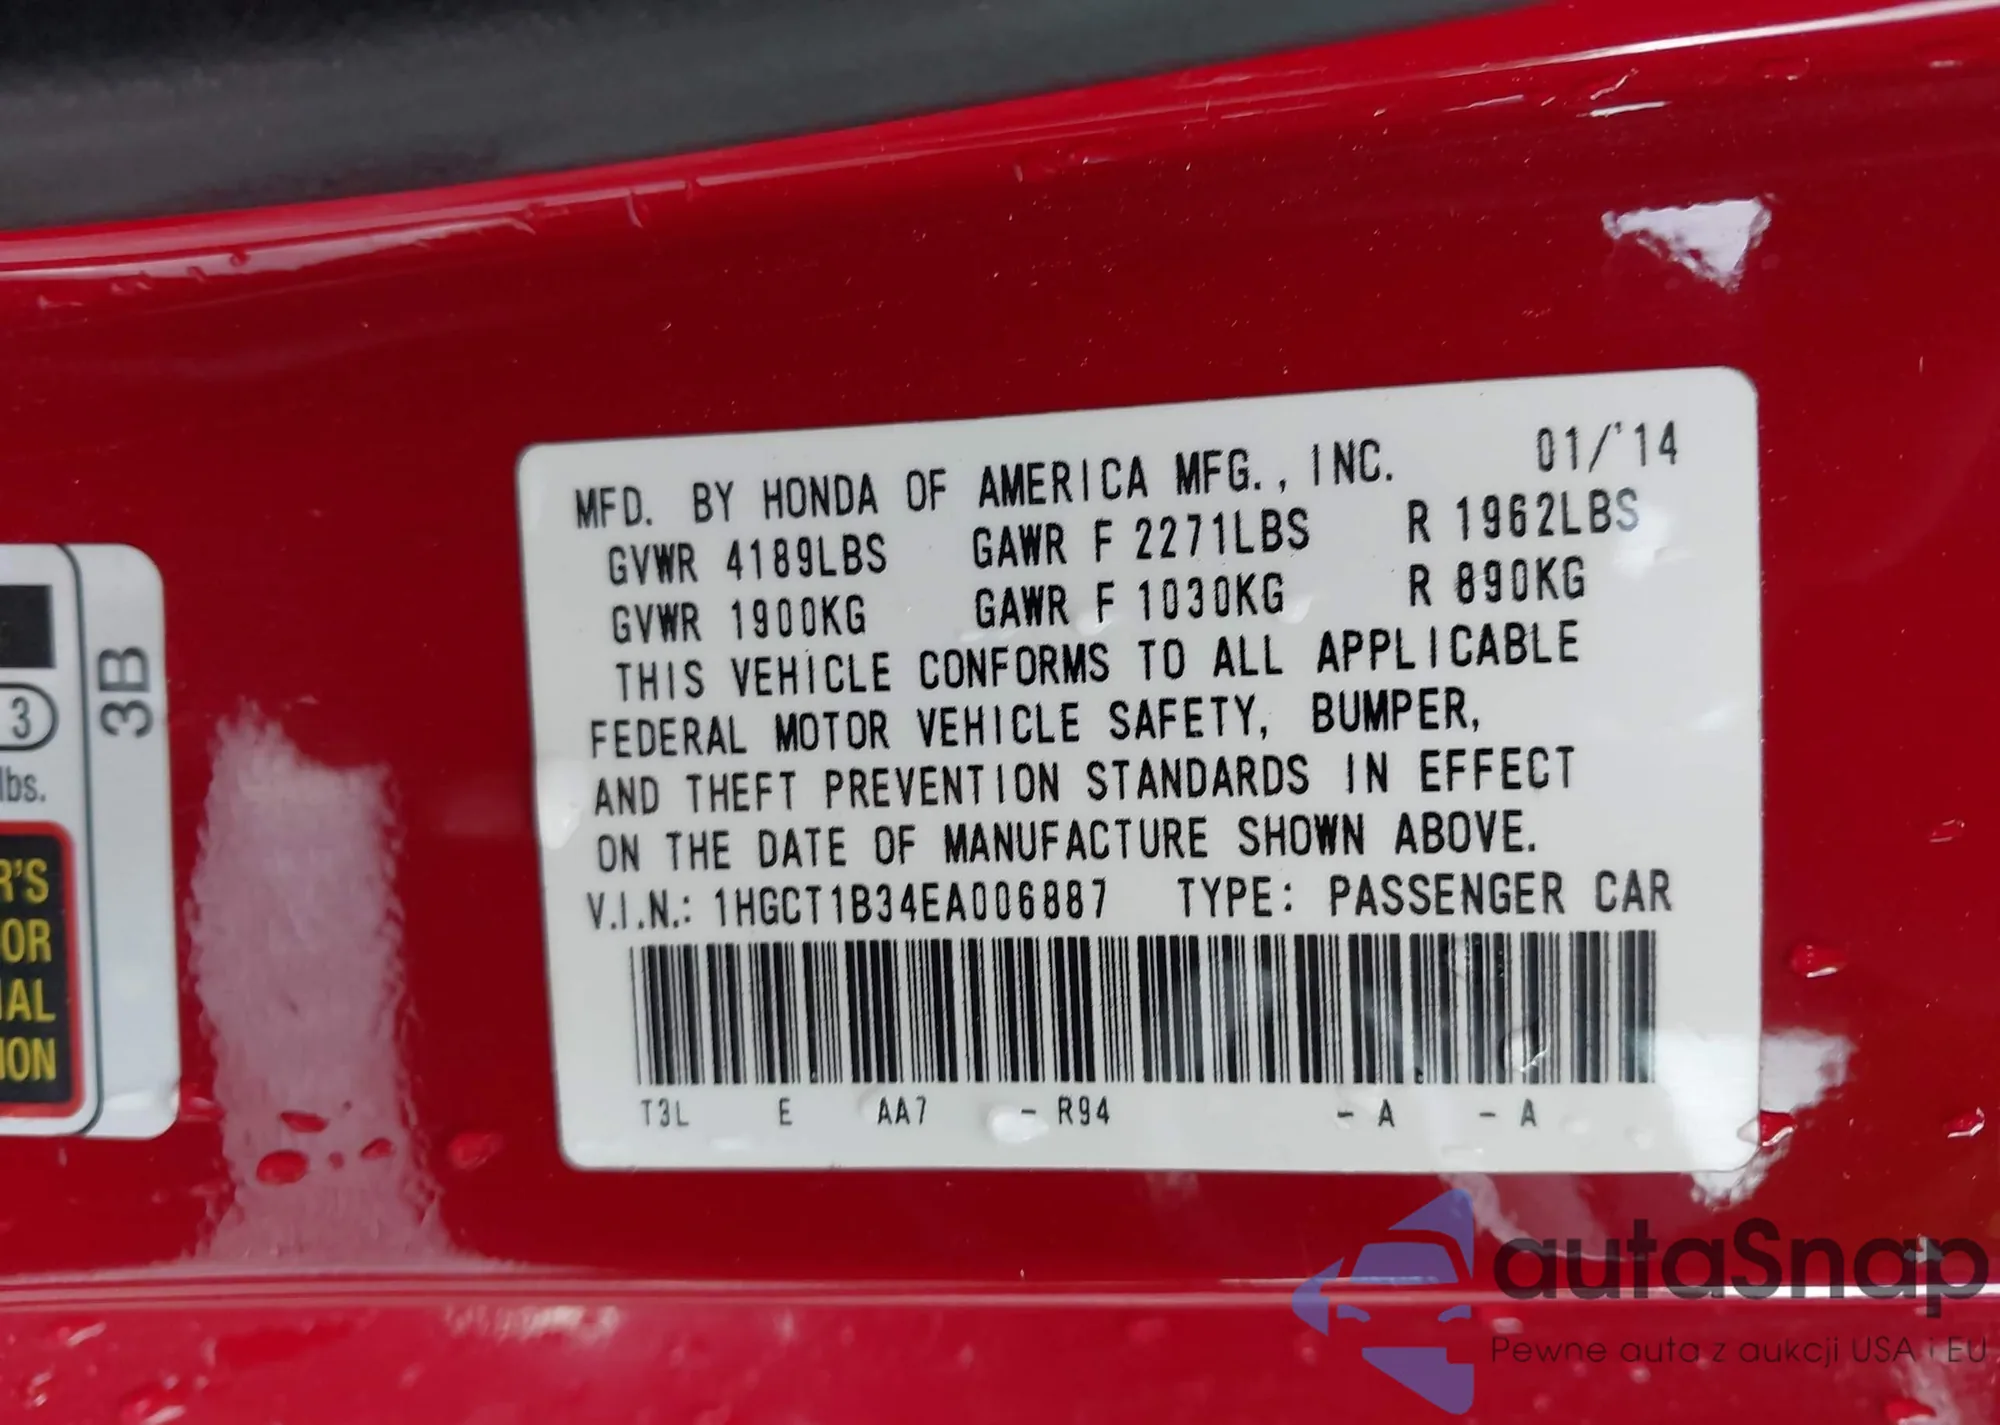 MFD. BY HONDA OF AMERICA MFG., INC. 01/'14
GVWR 4189LBS GAWR F 2271LBS R 1962LBS
GVWR 1900KG GAWR F 1030KG R 890KG
THIS VEHICLE CONFORMS TO ALL APPLICABLE
FEDERAL MOTOR VEHICLE SAFETY, BUMPER,
AND THEFT PREVENTION STANDARDS IN EFFECT
ON THE DATE OF MANUFACTURE SHOWN ABOVE.
V.I.N.: 1HGCT1B34EA006887 TYPE: PASSENGER CAR
T3L E AA7 - R94 - A - A
3B
3
lbs.
R'S
OR
IAL
ION
autaSnap
Pewne auta z aukcji USA i EU